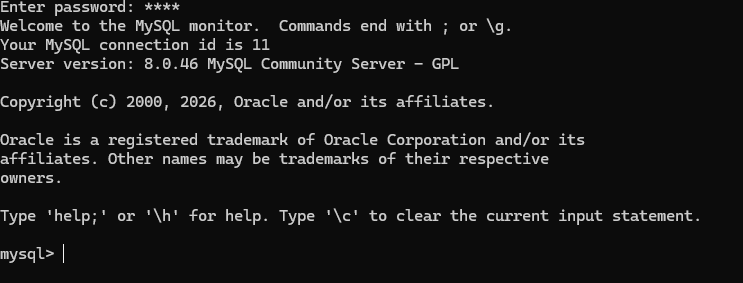 Enter password: ****
Welcome to the MySQL monitor.  Commands end with ; or \g.
Your MySQL connection id is 11
Server version: 8.0.46 MySQL Community Server - GPL
Copyright (c) 2000, 2026, Oracle and/or its affiliates.
Oracle is a registered trademark of Oracle Corporation and/or its
affiliates. Other names may be trademarks of their respective
owners.
Type 'help;' or '\h' for help. Type '\c' to clear the current input statement.
mysql>